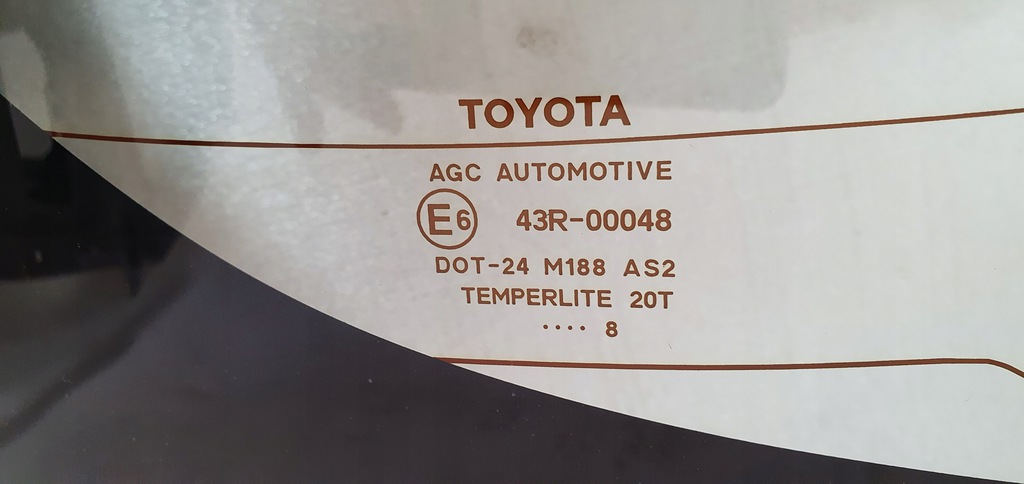 TOYOTA
AGC AUTOMOTIVE
E6 43R-00048
DOT-24 M188 AS2
TEMPERLITE 20T
.... 8